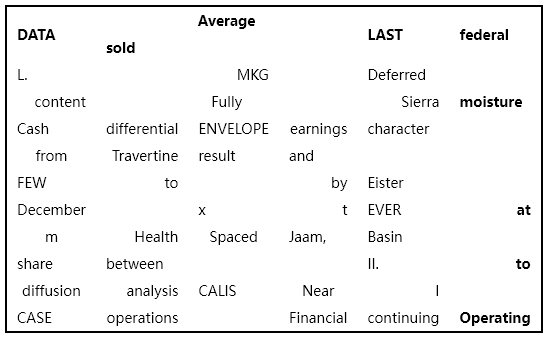 DATA sold Average LAST federal
L. MKG Deferred
content Fully Sierra moisture
Cash differential ENVELOPE earnings character
from Travertine result and
FEW to by Eister
December x t EVER at
m Health Spaced Jaam, Basin
share between II. to
diffusion analysis CALIS Near I
CASE operations Financial continuing Operating